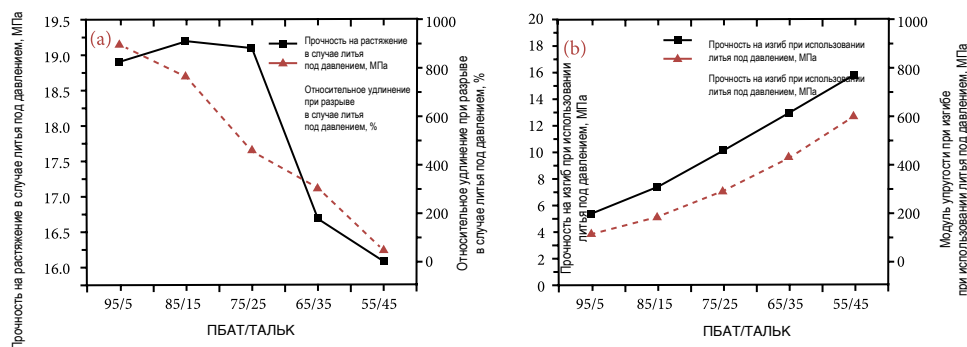 Прочность на растяжение в случае литья под давлением, МПа
19.5
19.0
18.5
18.0
17.5
17.0
16.5
16.0
(a)
Прочность на растяжение
в случае литья
под давлением, МПа
Относительное удлинение
при разрыве
в случае литья
под давлением, %
1000
800
600
400
200
0
Относительное удлинение при разрыве
в случае литья под давлением, %
95/5
85/15
75/25
65/35
55/45
ПБАТ/ТАЛЬК
Прочность на изгиб при использовании
литья под давлением, МПа
20
18
16
14
12
10
8
6
4
2
0
(b)
Прочность на изгиб при использовании
литья под давлением, МПа
Прочность на изгиб при использовании
литья под давлением, МПа
1000
800
600
400
200
0
Модуль упругости при изгибе
при использовании литья под давлением, МПа
95/5
85/15
75/25
65/35
55/45
ПБАТ/ТАЛЬК